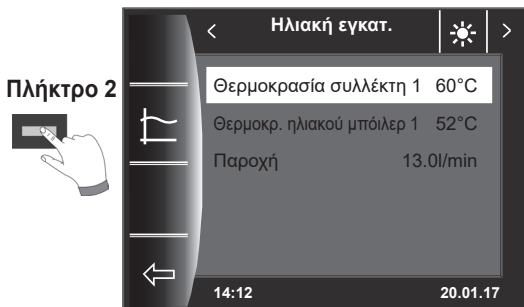 Ηλιακή εγκατ.
Πλήκτρο 2
Θερμοκρασία συλλέκτη 1 60°C
Θερμοκρ. ηλιακού μπόιλερ 1 52°C
Παροχή 13.0l/min
14:12 20.01.17